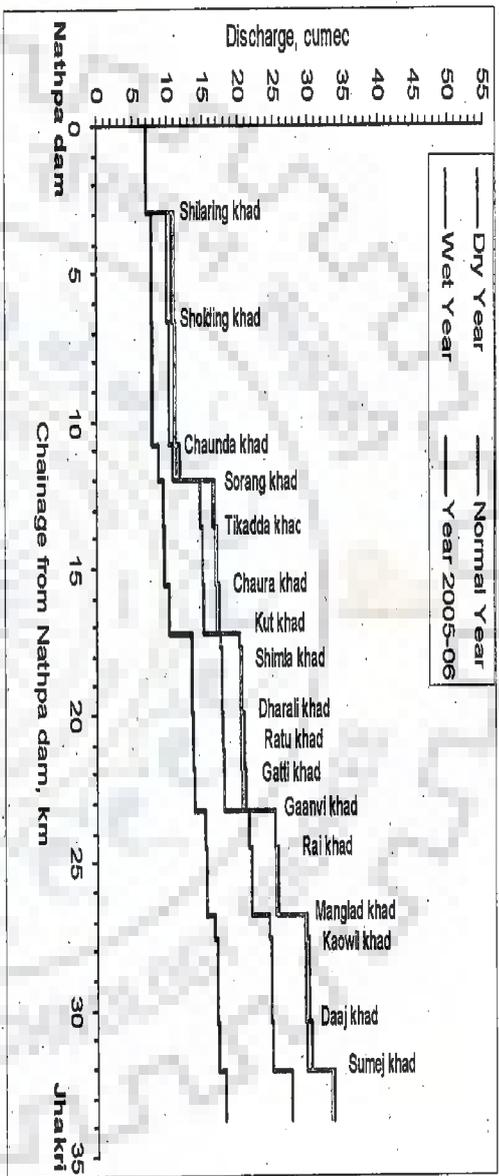 Dry Year
Normal Year
Wet Year
Year 2005-06
Discharge, cumec
55
50
45
40
35
30
25
20
15
10
5
0
Shilaring khad
Sholding khad
Chaunda khad
Sorang khad
Tikadda khac
Chaura khad
Kut khad
Shimla khad
Dharali khad
Ratu khad
Gatti khad
Gaanvi khad
Rai khad
Manglad khad
Kaowil khad
Daaj khad
Sumej khad
0 5 10 15 20 25 30 35
Nathpa dam
Chainage from Nathpa dam, km
Jhakri